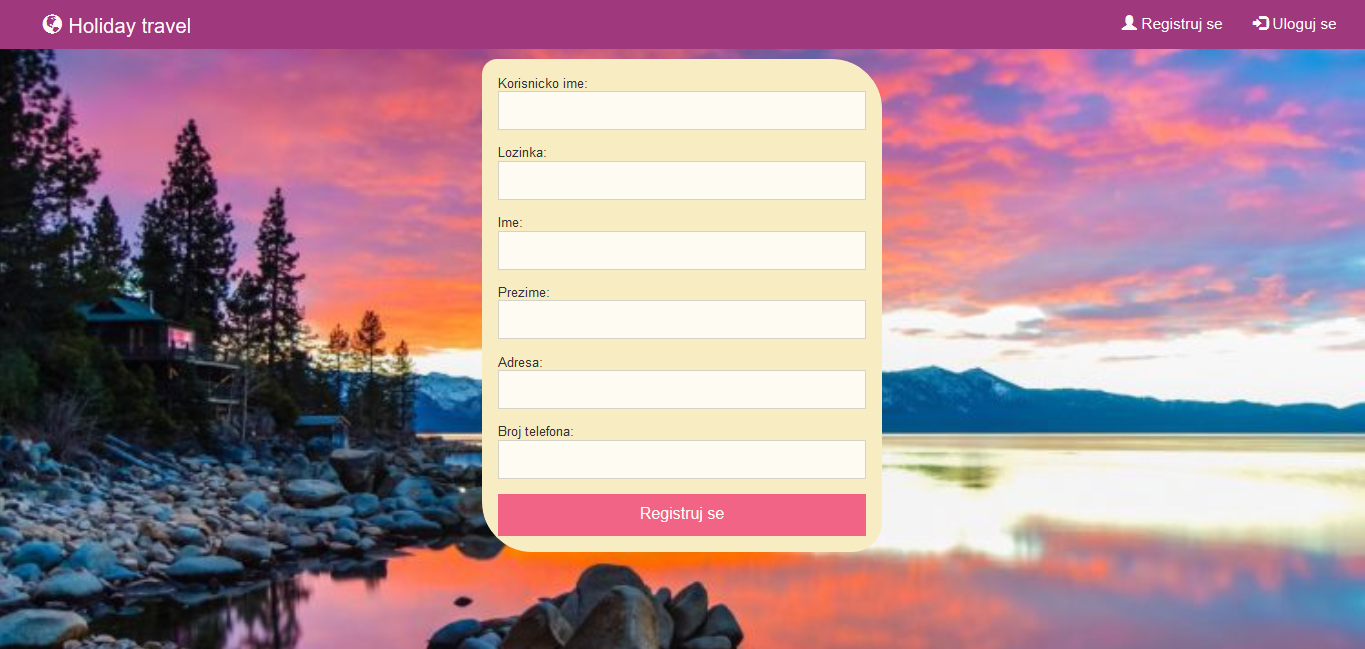 Holiday travel
Registruj se
Uloguj se
Korisnicko ime:
Lozinka:
Ime:
Prezime:
Adresa:
Broj telefona:
Registruj se